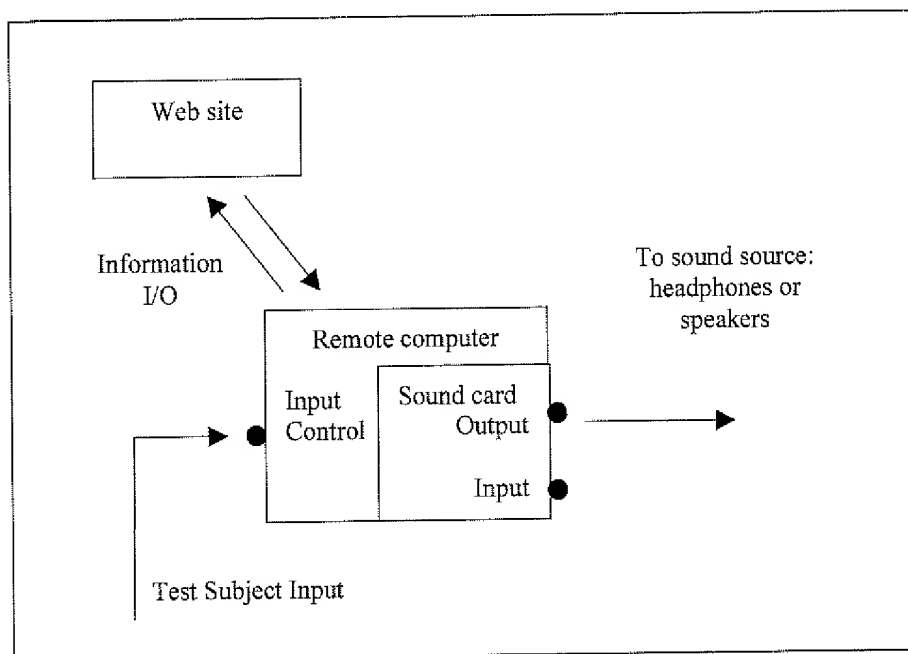 Web site
Information
I/O
To sound source:
headphones or
speakers
Remote computer
Input
Control
Sound card
Output
Input
Test Subject Input